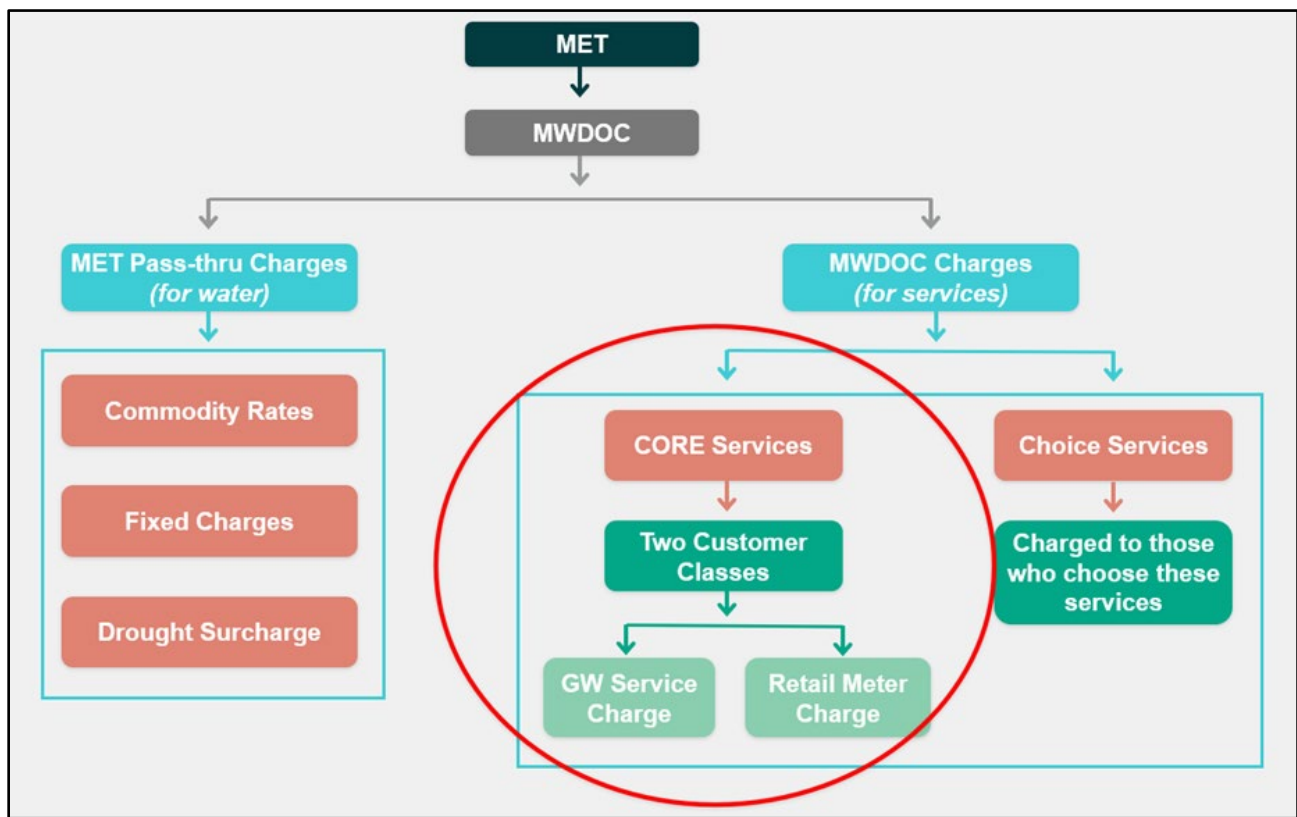 MET
MWDOC
MET Pass-thru Charges
(for water)
Commodity Rates
Fixed Charges
Drought Surcharge
MWDOC Charges
(for services)
CORE Services
Two Customer
Classes
GW Service
Charge
Retail Meter
Charge
Choice Services
Charged to those
who choose these
services